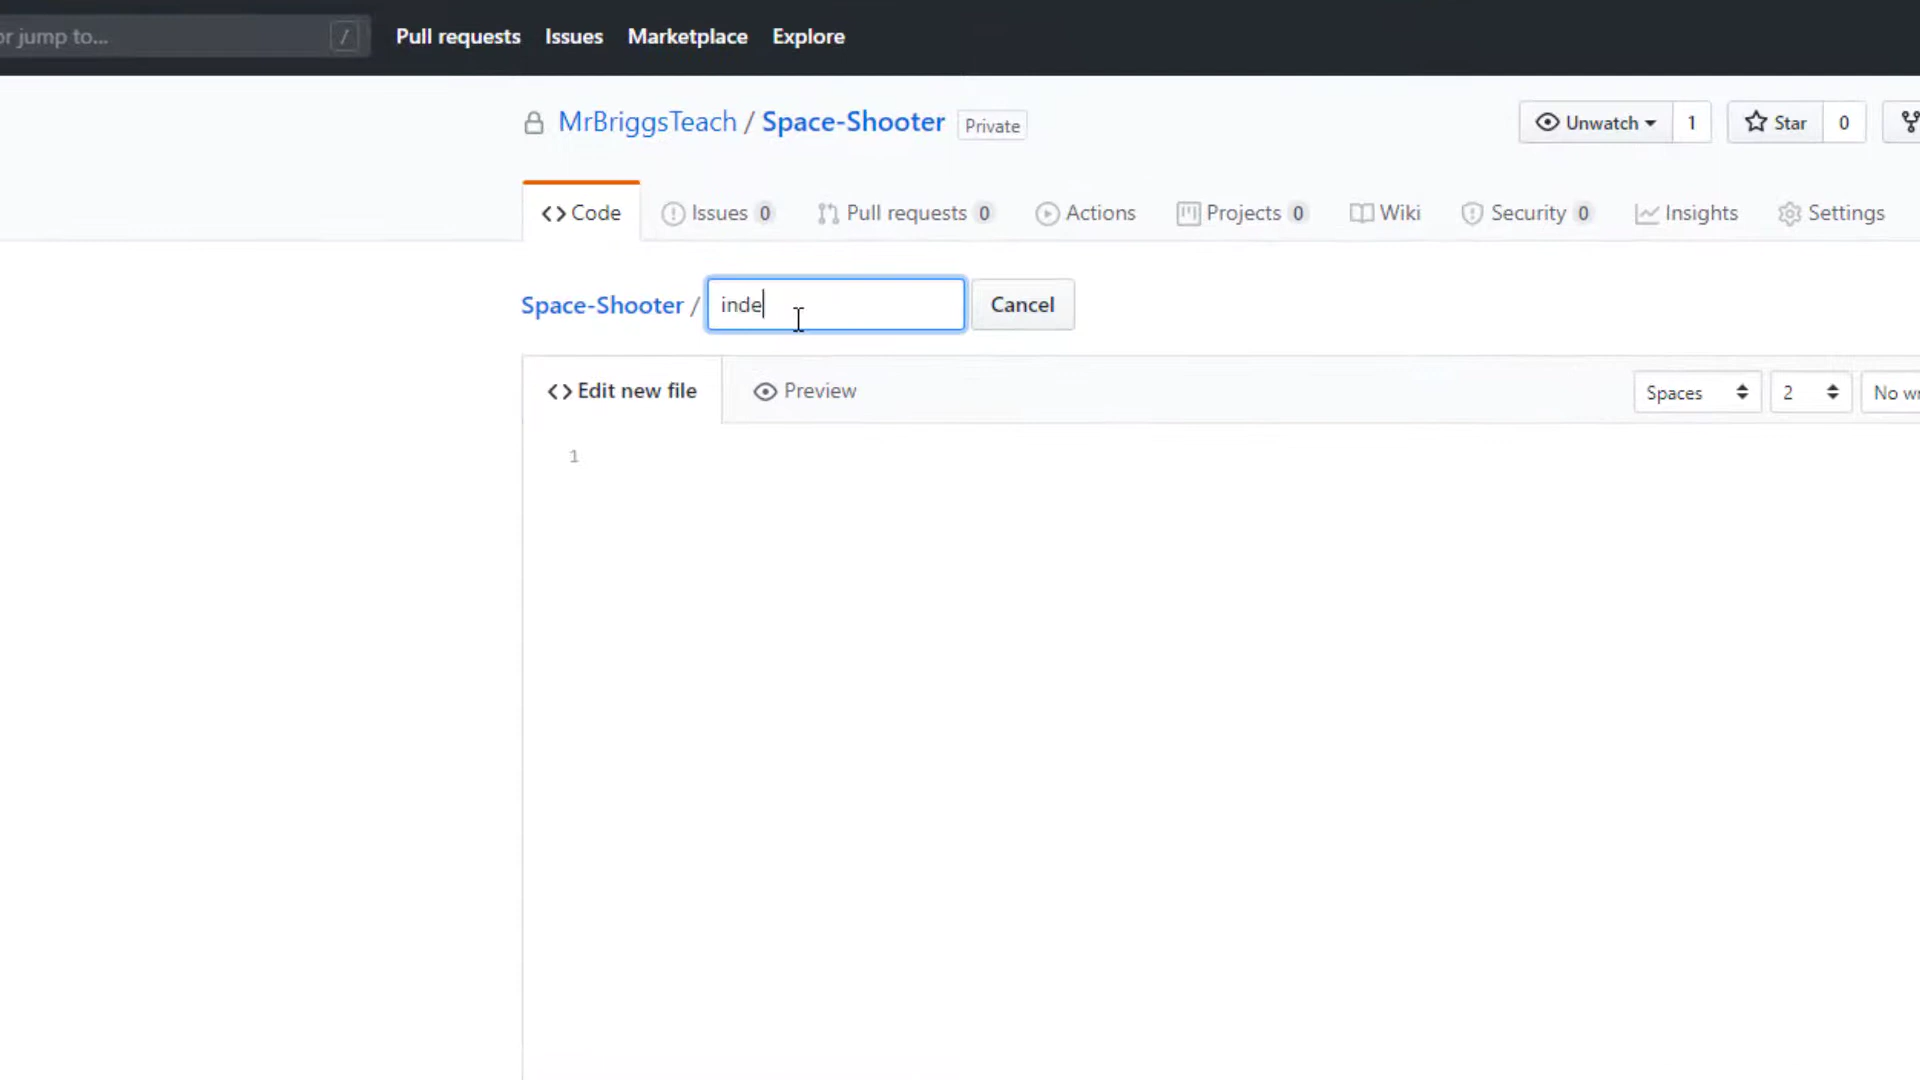 or jump to... / Pull requests Issues Marketplace Explore
MrBriggsTeach / Space-Shooter Private Unwatch 1 Star 0
Code Issues 0 Pull requests 0 Actions Projects 0 Wiki Security 0 Insights Settings
Space-Shooter / inde Cancel
Edit new file Preview Spaces 2 No
1